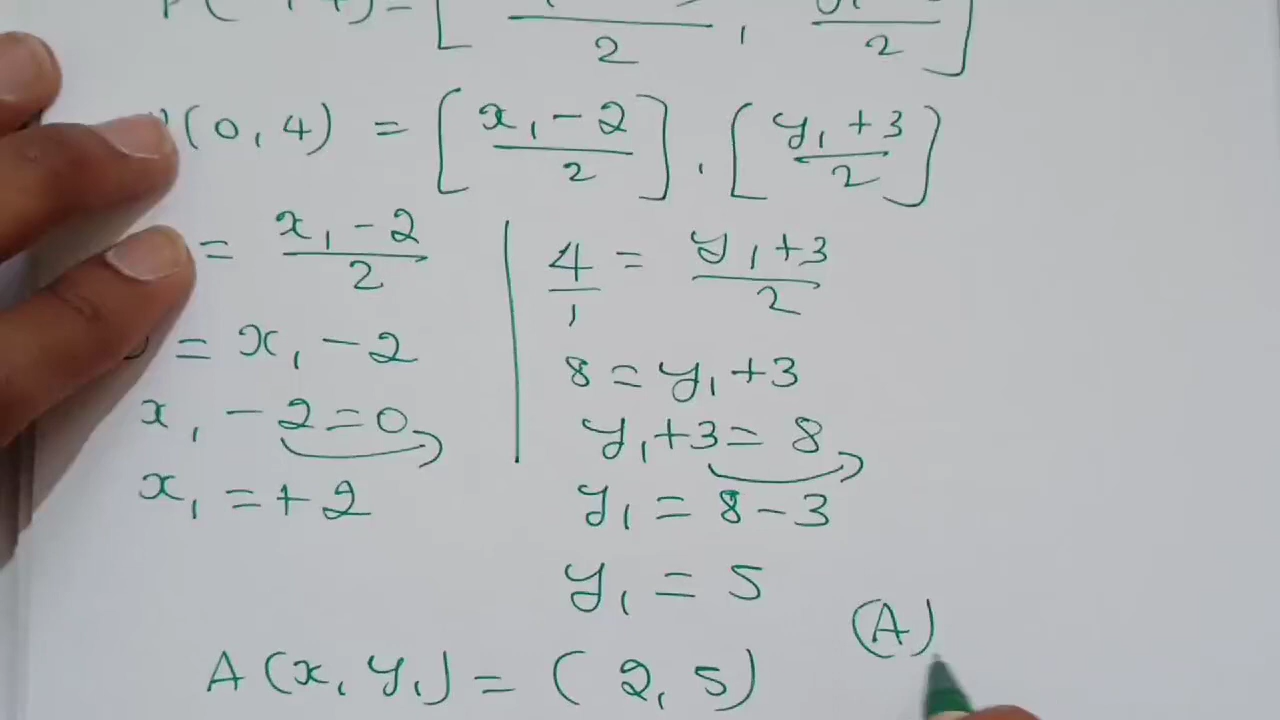 2 , 2 ]
(0, 4) = [x₁ - 2 / 2] , [y₁ + 3 / 2]
= x₁ - 2 / 2
4/1 = y₁ + 3 / 2
= x₁ - 2
8 = y₁ + 3
x₁ - 2 = 0
y₁ + 3 = 8
x₁ = + 2
y₁ = 8 - 3
y₁ = 5
(A)
A (x, y₁) = ( 2, 5)